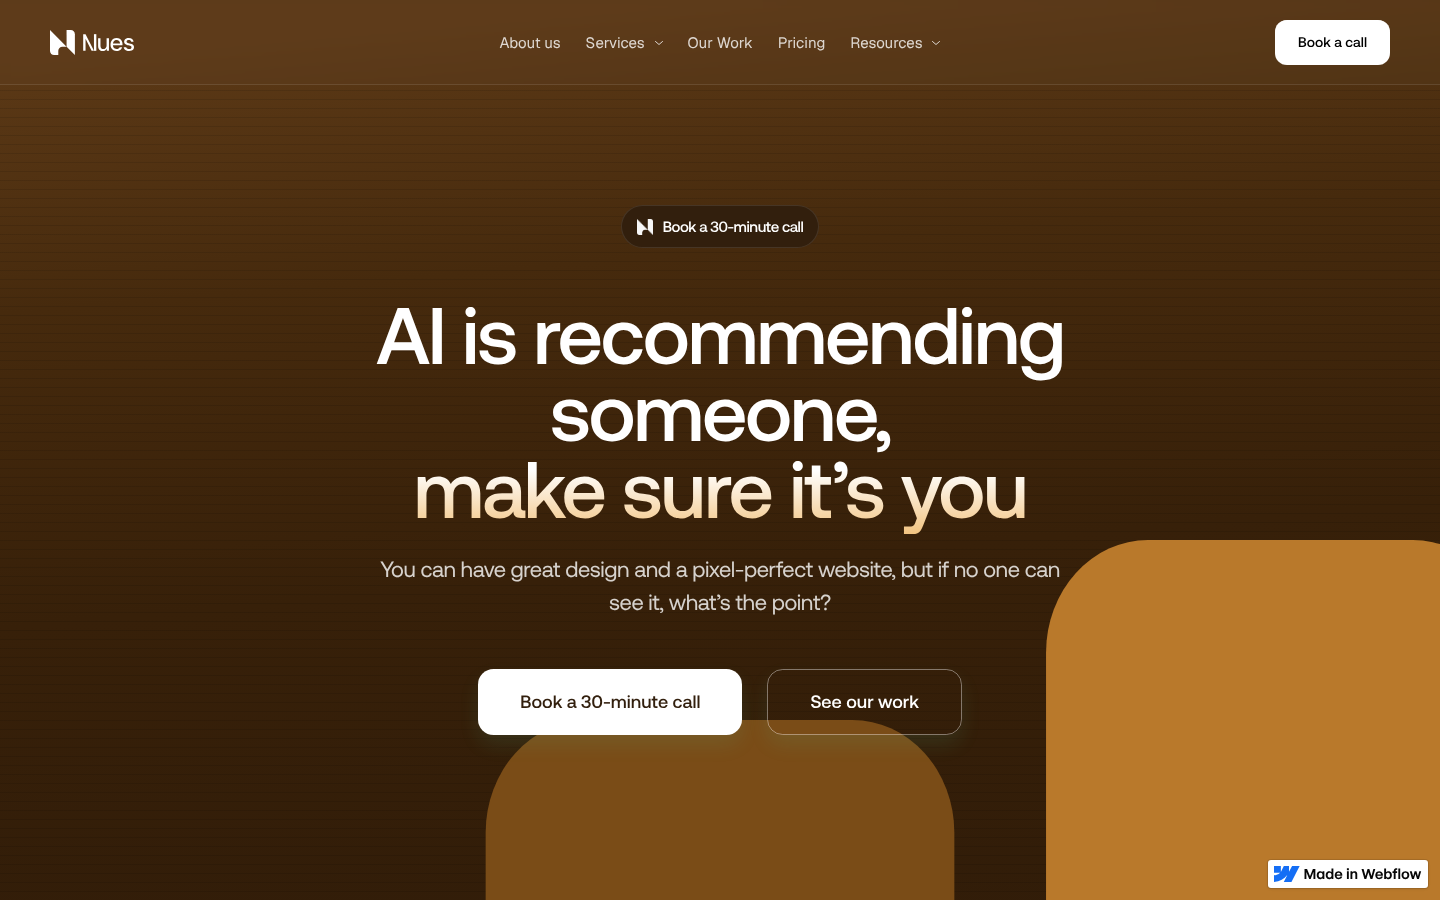 Nues
About us
Services
Our Work
Pricing
Resources
Book a call
Book a 30-minute call
AI is recommending
someone,
make sure it’s you
You can have great design and a pixel-perfect website, but if no one can
see it, what’s the point?
Book a 30-minute call
See our work
Made in Webflow